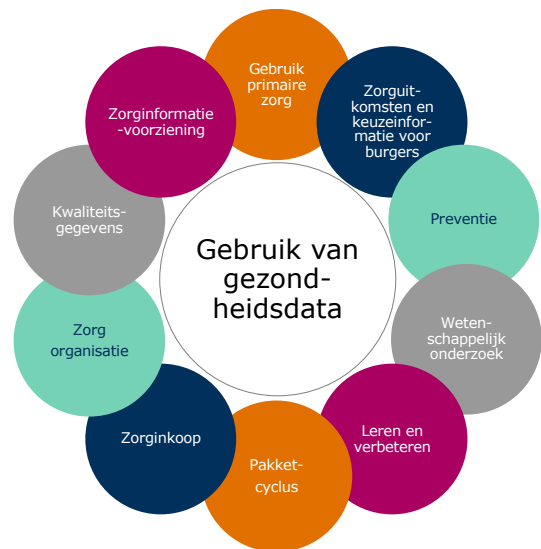 Gebruik
primaire
zorg
Zorguit-
komsten en
keuzeinfor-
matie voor
burgers
Preventie
Weten-
schappelijk
onderzoek
Leren en
verbeteren
Pakket-
cyclus
Zorginkoop
Zorg
organisatie
Kwaliteits-
gegevens
Zorginformatie
-voorziening
Gebruik van
gezond-
heidsdata